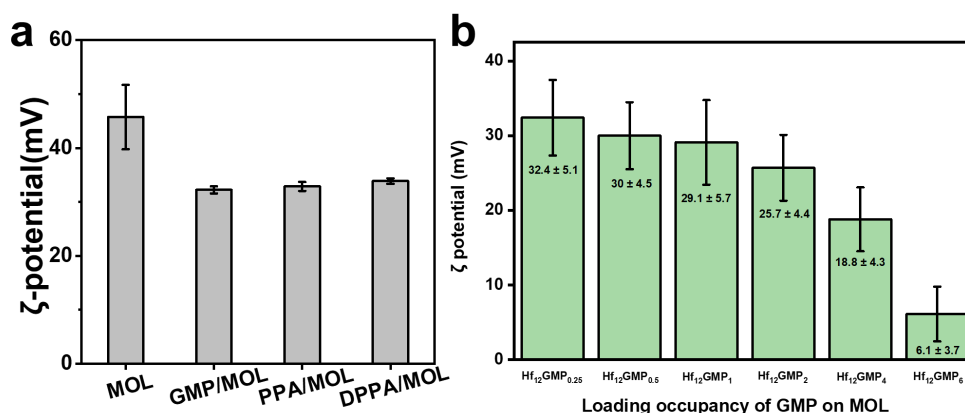 a
60
40
20
0
ζ-potential(mV)
MOL
GMP/MOL
PPA/MOL
DPPA/MOL
b
40
30
20
10
0
ζ potential (mV)
32.4 ± 5.1
30 ± 4.5
29.1 ± 5.7
25.7 ± 4.4
18.8 ± 4.3
6.1 ± 3.7
Hf₁₂GMP₀.₂₅
Hf₁₂GMP₀.₅
Hf₁₂GMP₁
Hf₁₂GMP₂
Hf₁₂GMP₄
Hf₁₂GMP₆
Loading occupancy of GMP on MOL